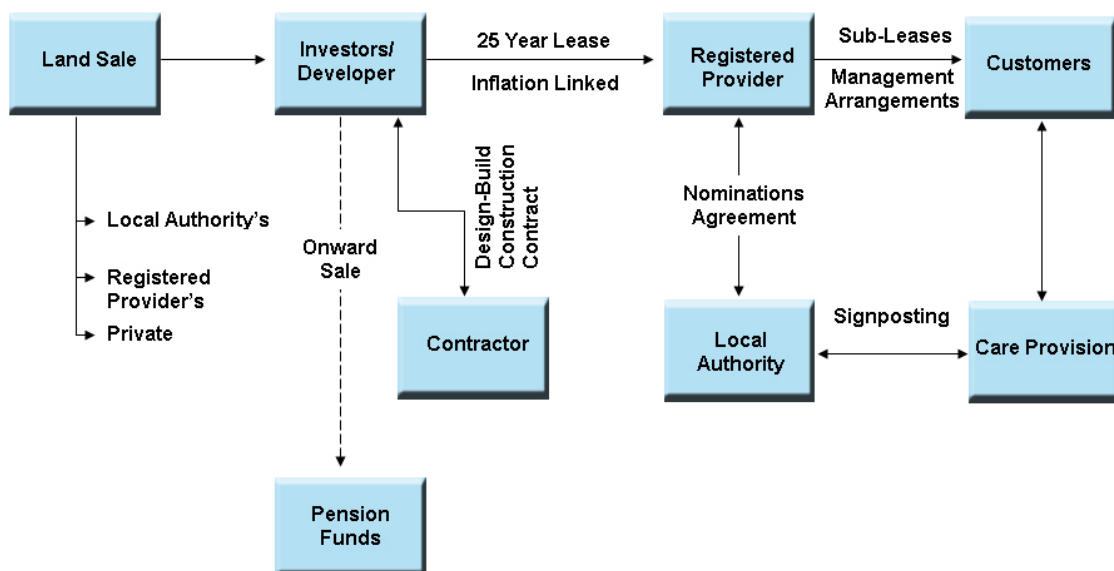 Land Sale
Investors/
Developer
25 Year Lease
Inflation Linked
Registered
Provider
Sub-Leases
Management
Arrangements
Customers
Local Authority's
Registered
Provider's
Private
Onward
Sale
Design-Build
Construction
Contract
Contractor
Nominations
Agreement
Local
Authority
Signposting
Care Provision
Pension
Funds